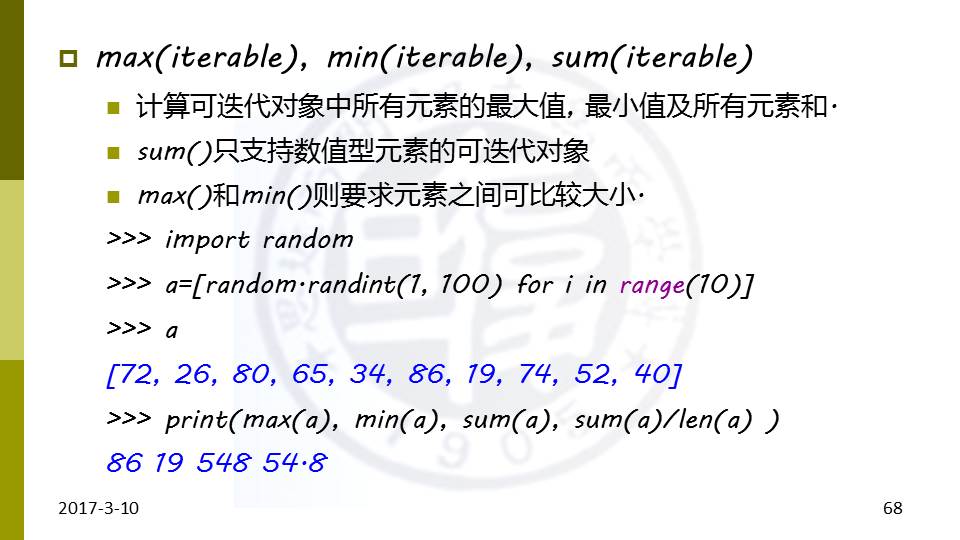 max(iterable), min(iterable), sum(iterable)
计算可迭代对象中所有元素的最大值, 最小值及所有元素和.
sum()只支持数值型元素的可迭代对象
max()和min()则要求元素之间可比较大小.
>>> import random
>>> a=[random.randint(1, 100) for i in range(10)]
>>> a
[72, 26, 80, 65, 34, 86, 19, 74, 52, 40]
>>> print(max(a), min(a), sum(a), sum(a)/len(a) )
86 19 548 54.8
2017-3-10
68